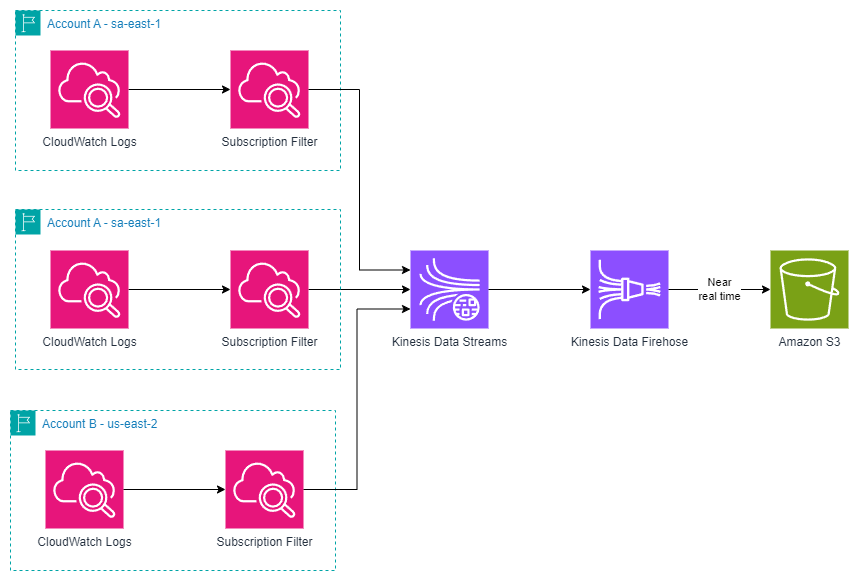 Account A - sa-east-1
CloudWatch Logs
Subscription Filter
Account A - sa-east-1
CloudWatch Logs
Subscription Filter
Kinesis Data Streams
Kinesis Data Firehose
Near
real time
Amazon S3
Account B - us-east-2
CloudWatch Logs
Subscription Filter